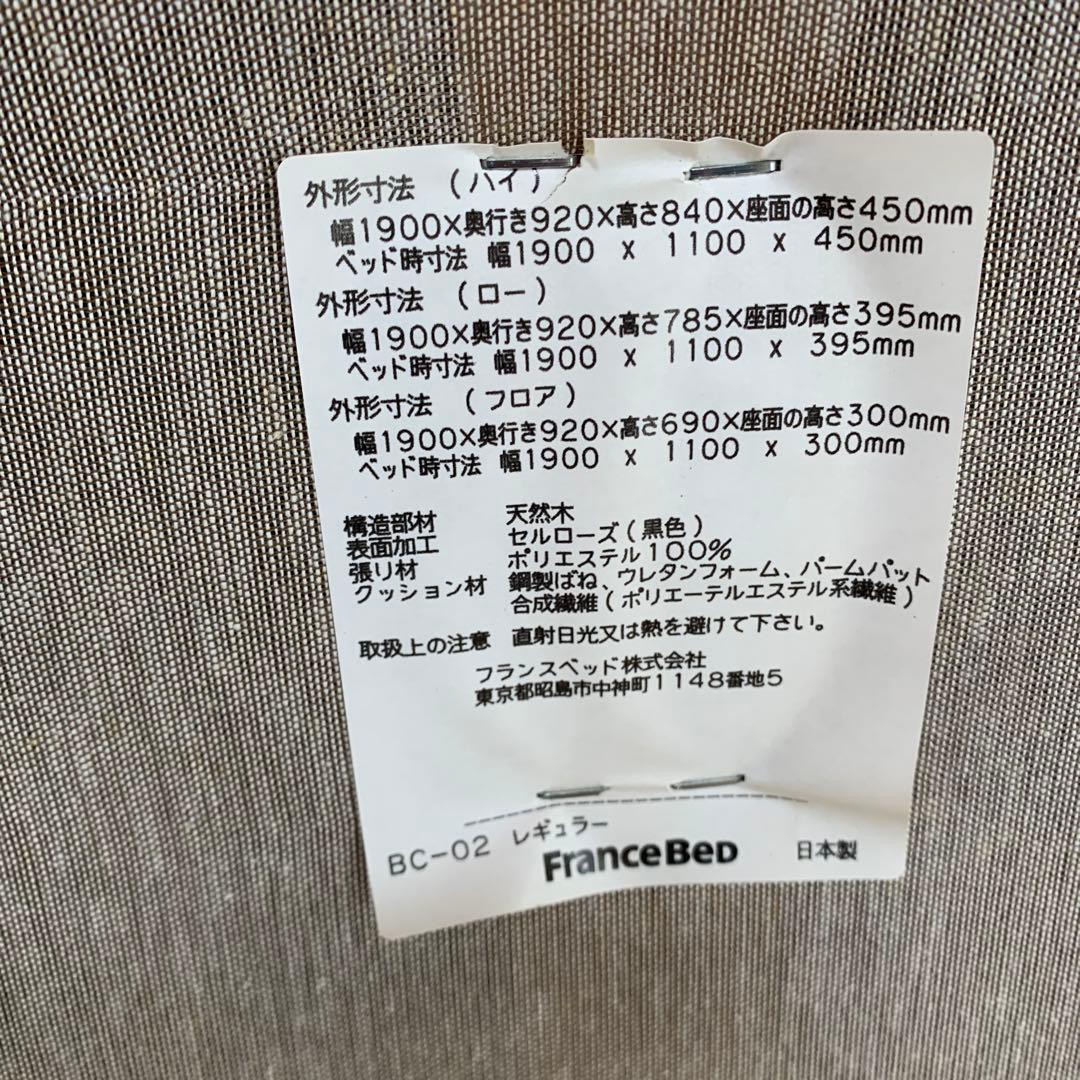 外形寸法 (ハイ)
幅1900×奥行き920×高さ840×座面の高さ450mm
ベッド時寸法 幅1900 x 1100 x 450mm
外形寸法 (ロー)
幅1900×奥行き920×高さ785×座面の高さ395mm
ベッド時寸法 幅1900 x 1100 x 395mm
外形寸法 (フロア)
幅1900×奥行き920×高さ690×座面の高さ300mm
ベッド時寸法 幅1900 x 1100 x 300mm
構造部材 天然木
表面加工 セルローズ(黒色)
張り材 ポリエステル100%
クッション材 鋼製ばね、ウレタンフォーム、パームパット
合成繊維(ポリエーテルエステル系繊維)
取扱上の注意 直射日光又は熱を避けて下さい。
フランスベッド株式会社
東京都昭島市中神町1148番地5
BC-02 レギュラー
FRANCEBED 日本製